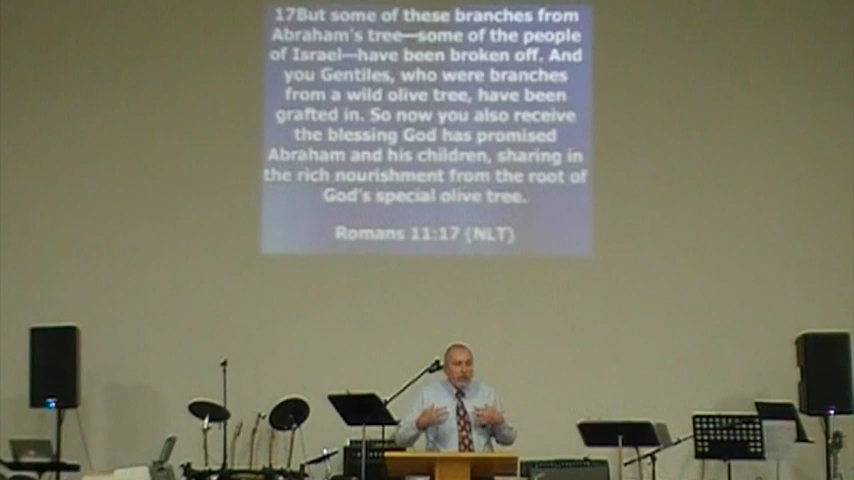 17But some of these branches from
Abraham's tree—some of the people
of Israel—have been broken off. And
you Gentiles, who were branches
from a wild olive tree, have been
grafted in. So now you also receive
the blessing God has promised
Abraham and his children, sharing in
the rich nourishment from the root of
God's special olive tree.
Romans 11:17 (NLT)